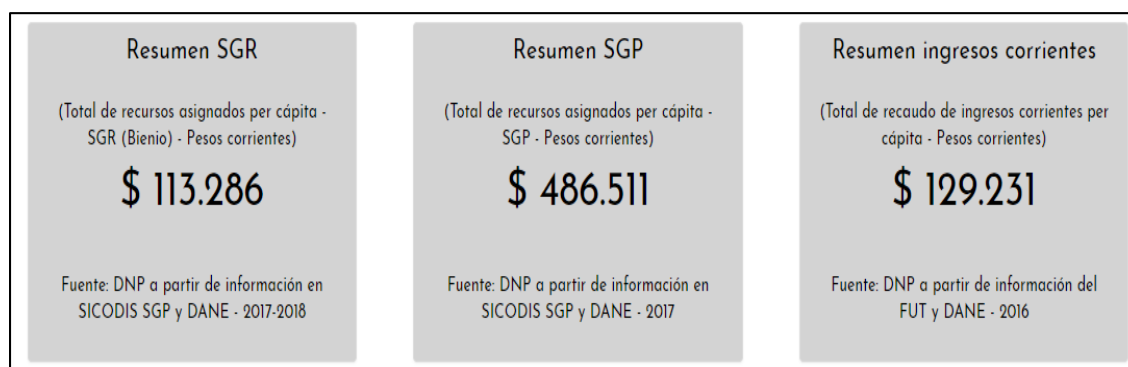 Resumen SGR
(Total de recursos asignados per cápita -
SGR (Bienio) - Pesos corrientes)
$ 113.286
Fuente: DNP a partir de información en
SICODIS SGP y DANE - 2017-2018
Resumen SGP
(Total de recursos asignados per cápita -
SGP - Pesos corrientes)
$ 486.511
Fuente: DNP a partir de información en
SICODIS SGP y DANE - 2017
Resumen ingresos corrientes
(Total de recaudo de ingresos corrientes per
cápita - Pesos corrientes)
$ 129.231
Fuente: DNP a partir de información del
FUT y DANE - 2016